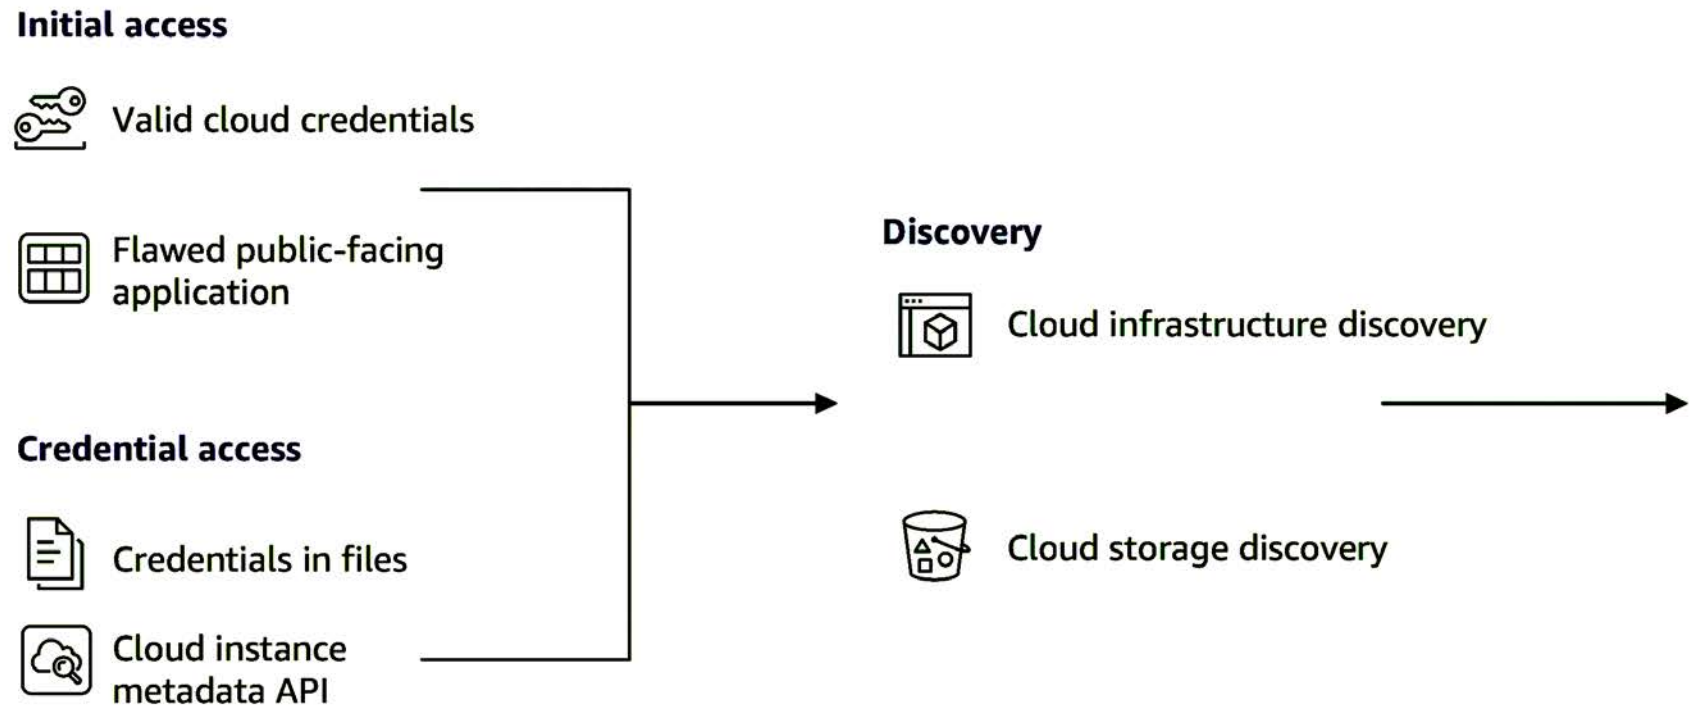 Initial access
Valid cloud credentials
Flawed public-facing
application
Credential access
Credentials in files
Cloud instance
metadata API
Discovery
Cloud infrastructure discovery
Cloud storage discovery